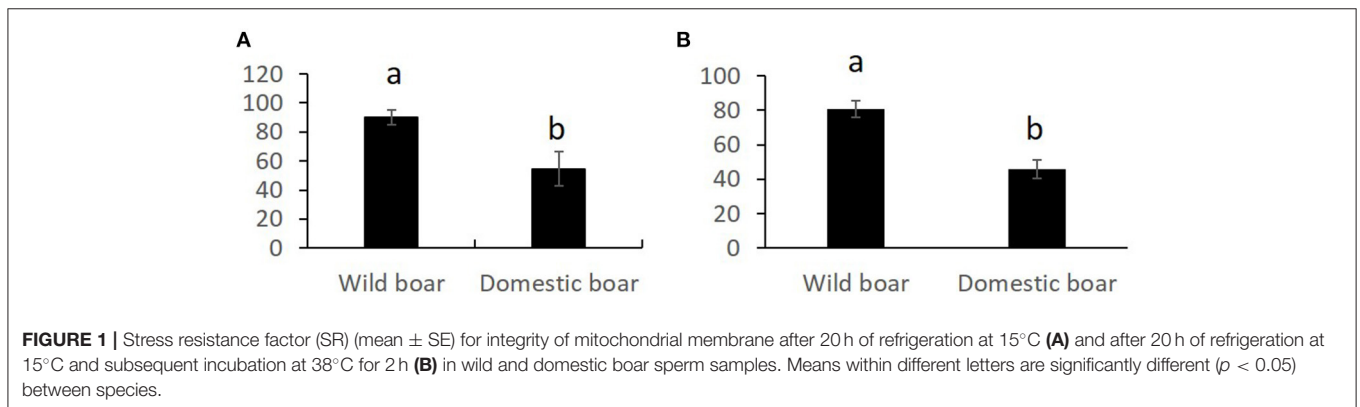 A
120
100
80
60
40
20
0
a
b
Wild boar Domestic boar
B
100
80
60
40
20
0
a
b
Wild boar Domestic boar
FIGURE 1 | Stress resistance factor (SR) (mean ± SE) for integrity of mitochondrial membrane after 20 h of refrigeration at 15°C (A) and after 20 h of refrigeration at
15°C and subsequent incubation at 38°C for 2 h (B) in wild and domestic boar sperm samples. Means within different letters are significantly different (p < 0.05)
between species.